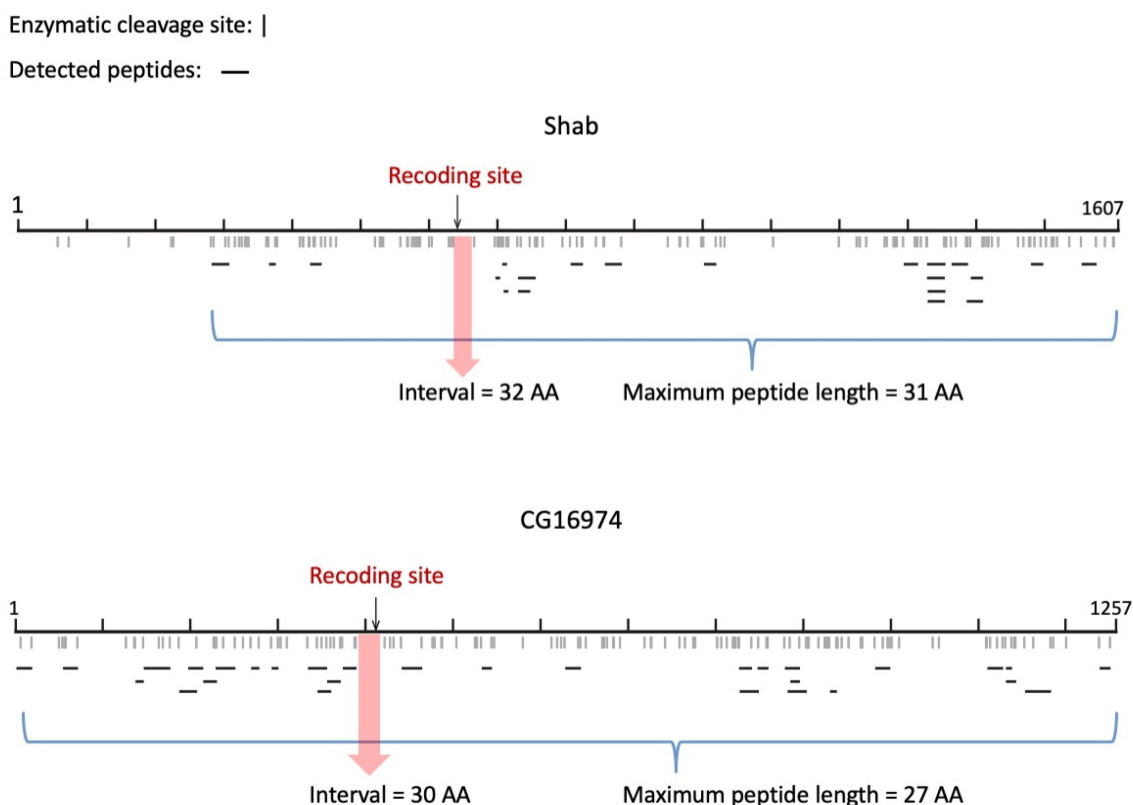 Enzymatic cleavage site: |
Detected peptides: —
Shab
Recoding site
1
1607
Interval = 32 AA
Maximum peptide length = 31 AA
CG16974
Recoding site
1
1257
Interval = 30 AA
Maximum peptide length = 27 AA